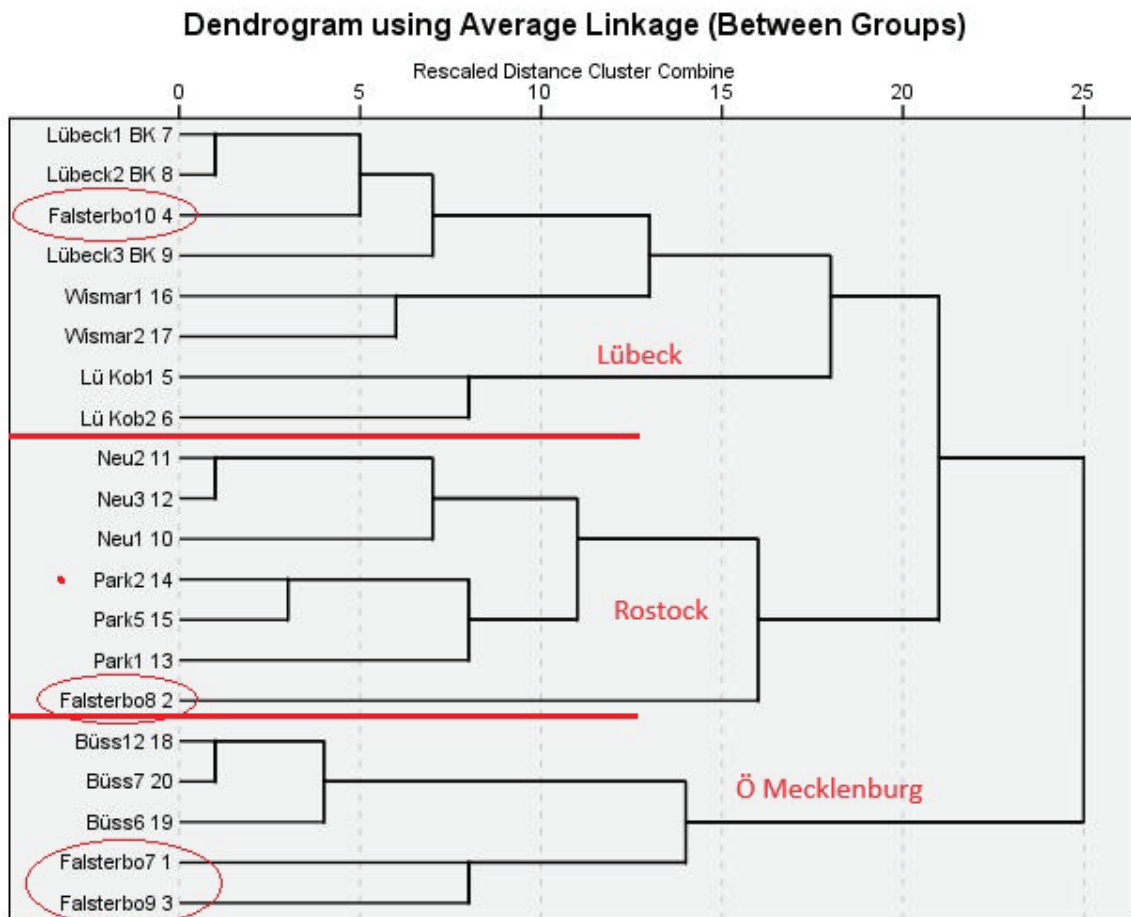 Dendrogram using Average Linkage (Between Groups)
Rescaled Distance Cluster Combine
0 5 10 15 20 25
Lübeck1 BK 7
Lübeck2 BK 8
Falsterbo10 4
Lübeck3 BK 9
Wismar1 16
Wismar2 17
Lübeck
Lü Kob1 5
Lü Kob2 6
Neu2 11
Neu3 12
Neu1 10
Park2 14
Park5 15
Rostock
Park1 13
Falsterbo8 2
Büss12 18
Büss7 20
Ö Mecklenburg
Büss6 19
Falsterbo7 1
Falsterbo9 3